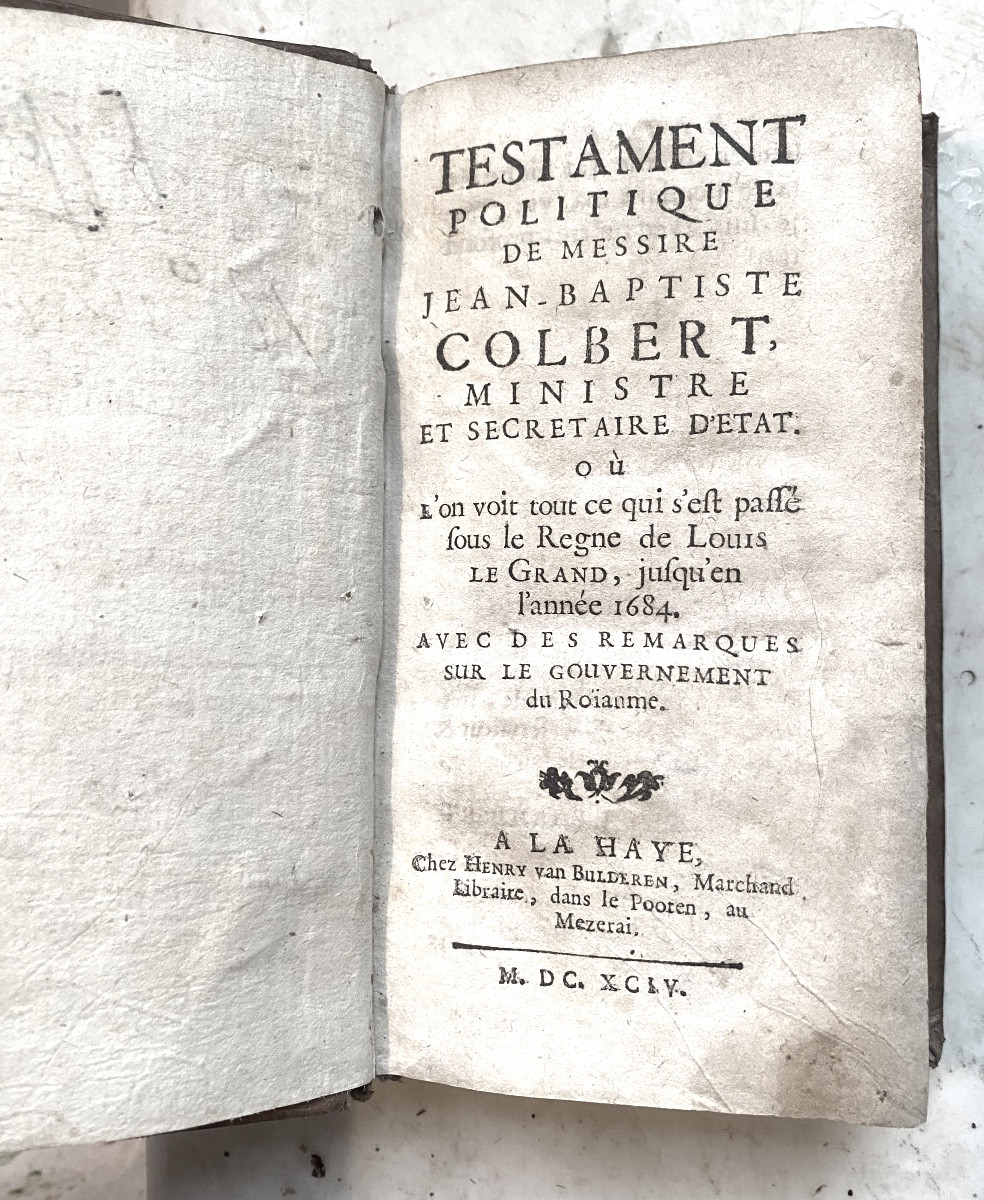 TESTAMENT
POLITIQUE
DE MESSIRE
JEAN-BAPTISTE
COLBERT,
MINISTRE
ET SECRETAIRE D'ETAT.
OÙ
L'on voit tout ce qui s'eſt paſſé
ſous le Regne de LOUIS
LE GRAND, juſqu'en
l'année 1684.
AVEC DES REMARQUES
SUR LE GOUVERNEMENT
du Roïaume.
A LA HAYE,
Chez HENRY van BULDEREN, Marchand
Libraire, dans le Pooten, au
Mezerai.
M. DC. XCIV.